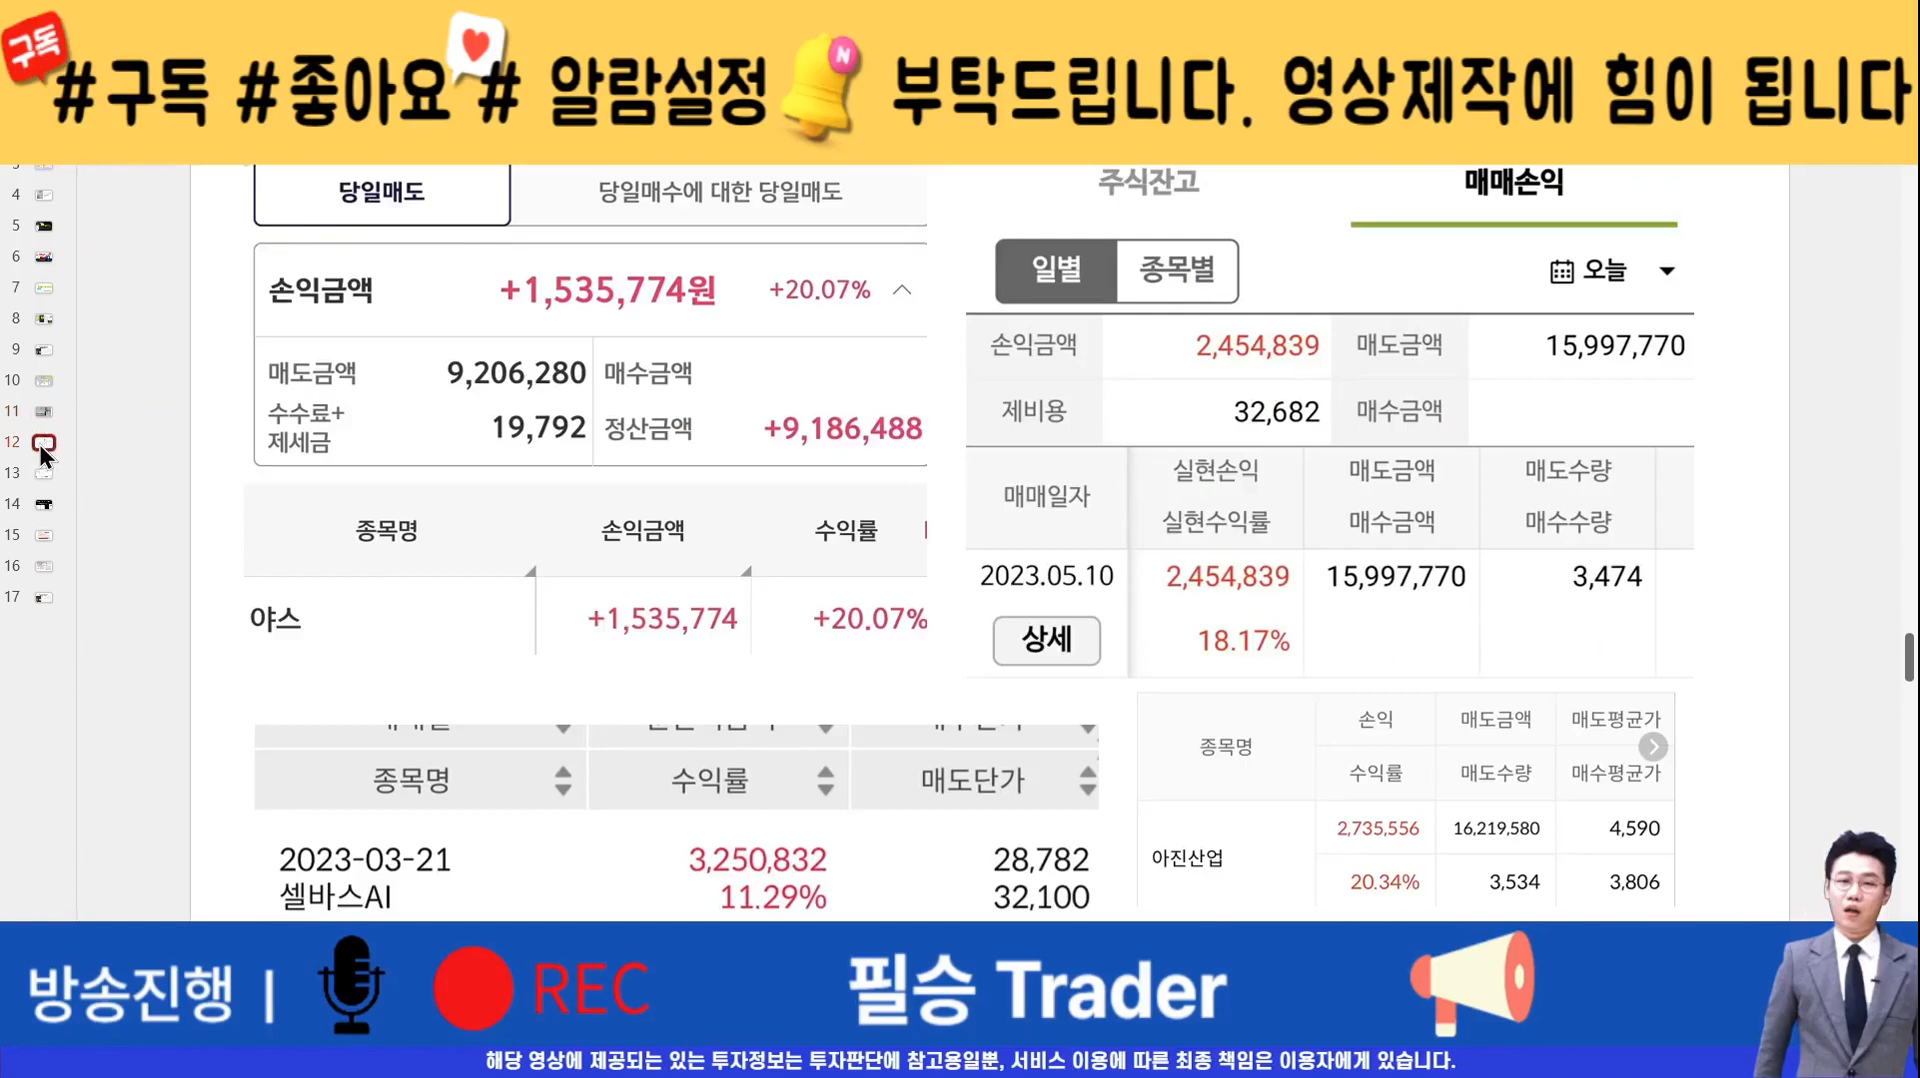 구독
#구독 #좋아요 # 알람설정 N 부탁드립니다. 영상제작에 힘이 됩니다
4
5
6
7
8
9
10
11
12
13
14
15
16
17
당일매도 당일매수에 대한 당일매도
손익금액 +1,535,774원 +20.07%
매도금액 9,206,280 매수금액
수수료+
제세금 19,792 정산금액 +9,186,488
종목명 손익금액 수익률
야스 +1,535,774 +20.07%
주식잔고 매매손익
일별 종목별 오늘
손익금액 2,454,839 매도금액 15,997,770
제비용 32,682 매수금액
매매일자 실현손익 매도금액 매도수량
실현수익률 매수금액 매수수량
2023.05.10 2,454,839 15,997,770 3,474
상세 18.17%
종목명 수익률 매도단가
2023-03-21 3,250,832 28,782
셀바스AI 11.29% 32,100
종목명 손익 매도금액 매도평균가
수익률 매도수량 매수평균가
아진산업 2,735,556 16,219,580 4,590
20.34% 3,534 3,806
방송진행 | REC 필승 Trader
해당 영상에 제공되는 있는 투자정보는 투자판단에 참고용일뿐, 서비스 이용에 따른 최종 책임은 이용자에게 있습니다.